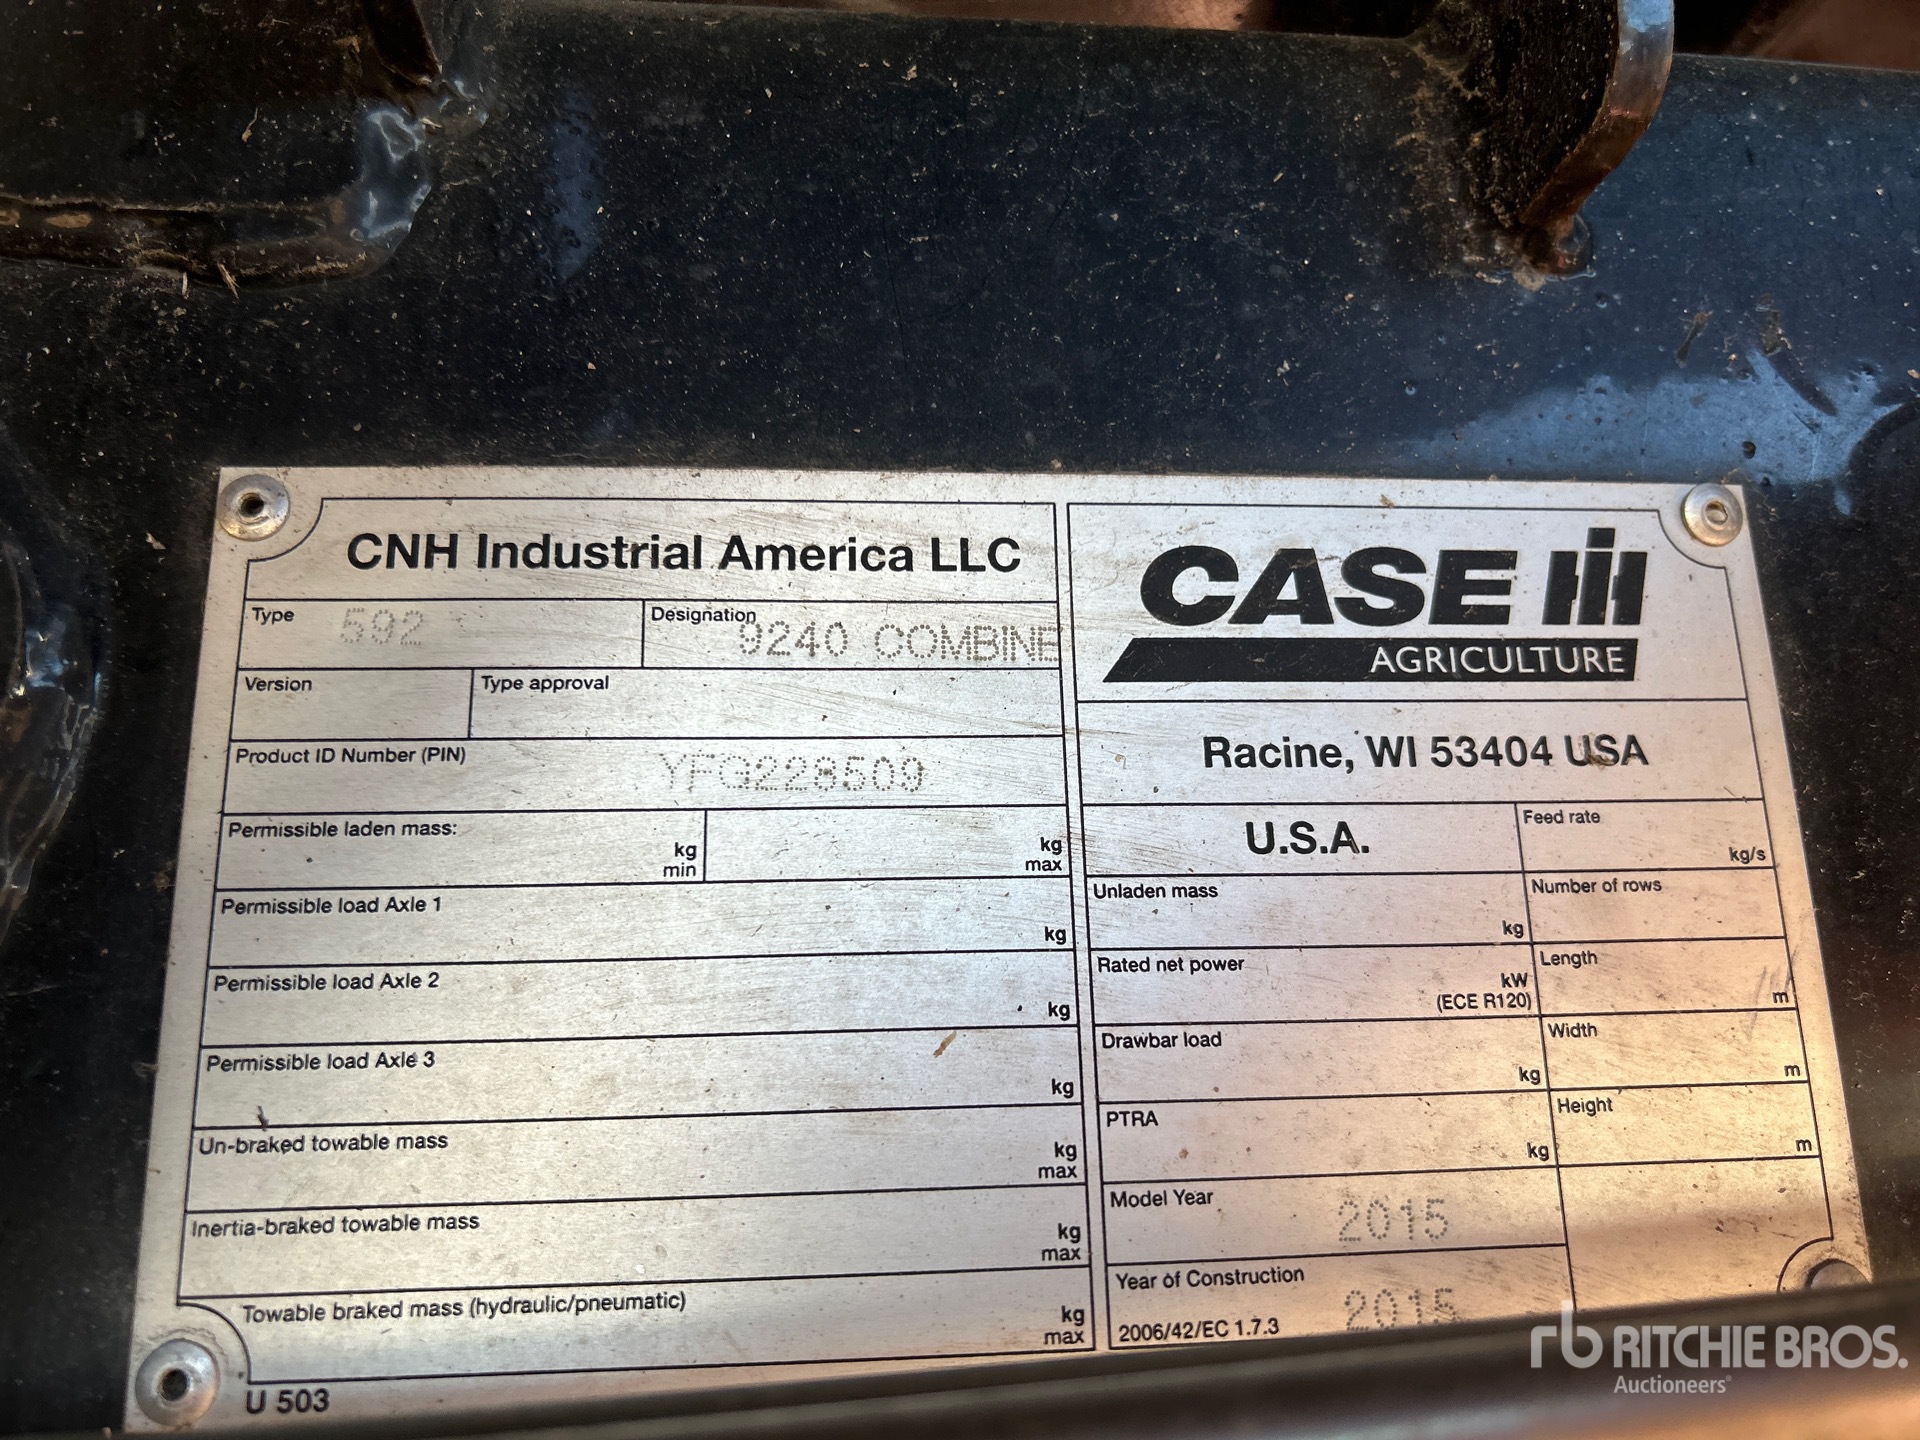 CNH Industrial America LLC
Type 592
Designation 9240 COMBINE
Version
Type approval
Product ID Number (PIN) YFG228509
Permissible laden mass:
kg
min
kg
max
Permissible load Axle 1
kg
Permissible load Axle 2
kg
Permissible load Axle 3
kg
Un-braked towable mass
kg
max
Inertia-braked towable mass
kg
max
Towable braked mass (hydraulic/pneumatic)
kg
max
U 503
CASE IH
AGRICULTURE
Racine, WI 53404 USA
U.S.A.
Feed rate
kg/s
Unladen mass
kg
Number of rows
Rated net power
kW
(ECE R120)
Length
m
Drawbar load
kg
Width
m
PTRA
kg
Height
m
Model Year 2015
Year of Construction
2006/42/EC 1.7.3 2015
rb RITCHIE BROS.
Auctioneers